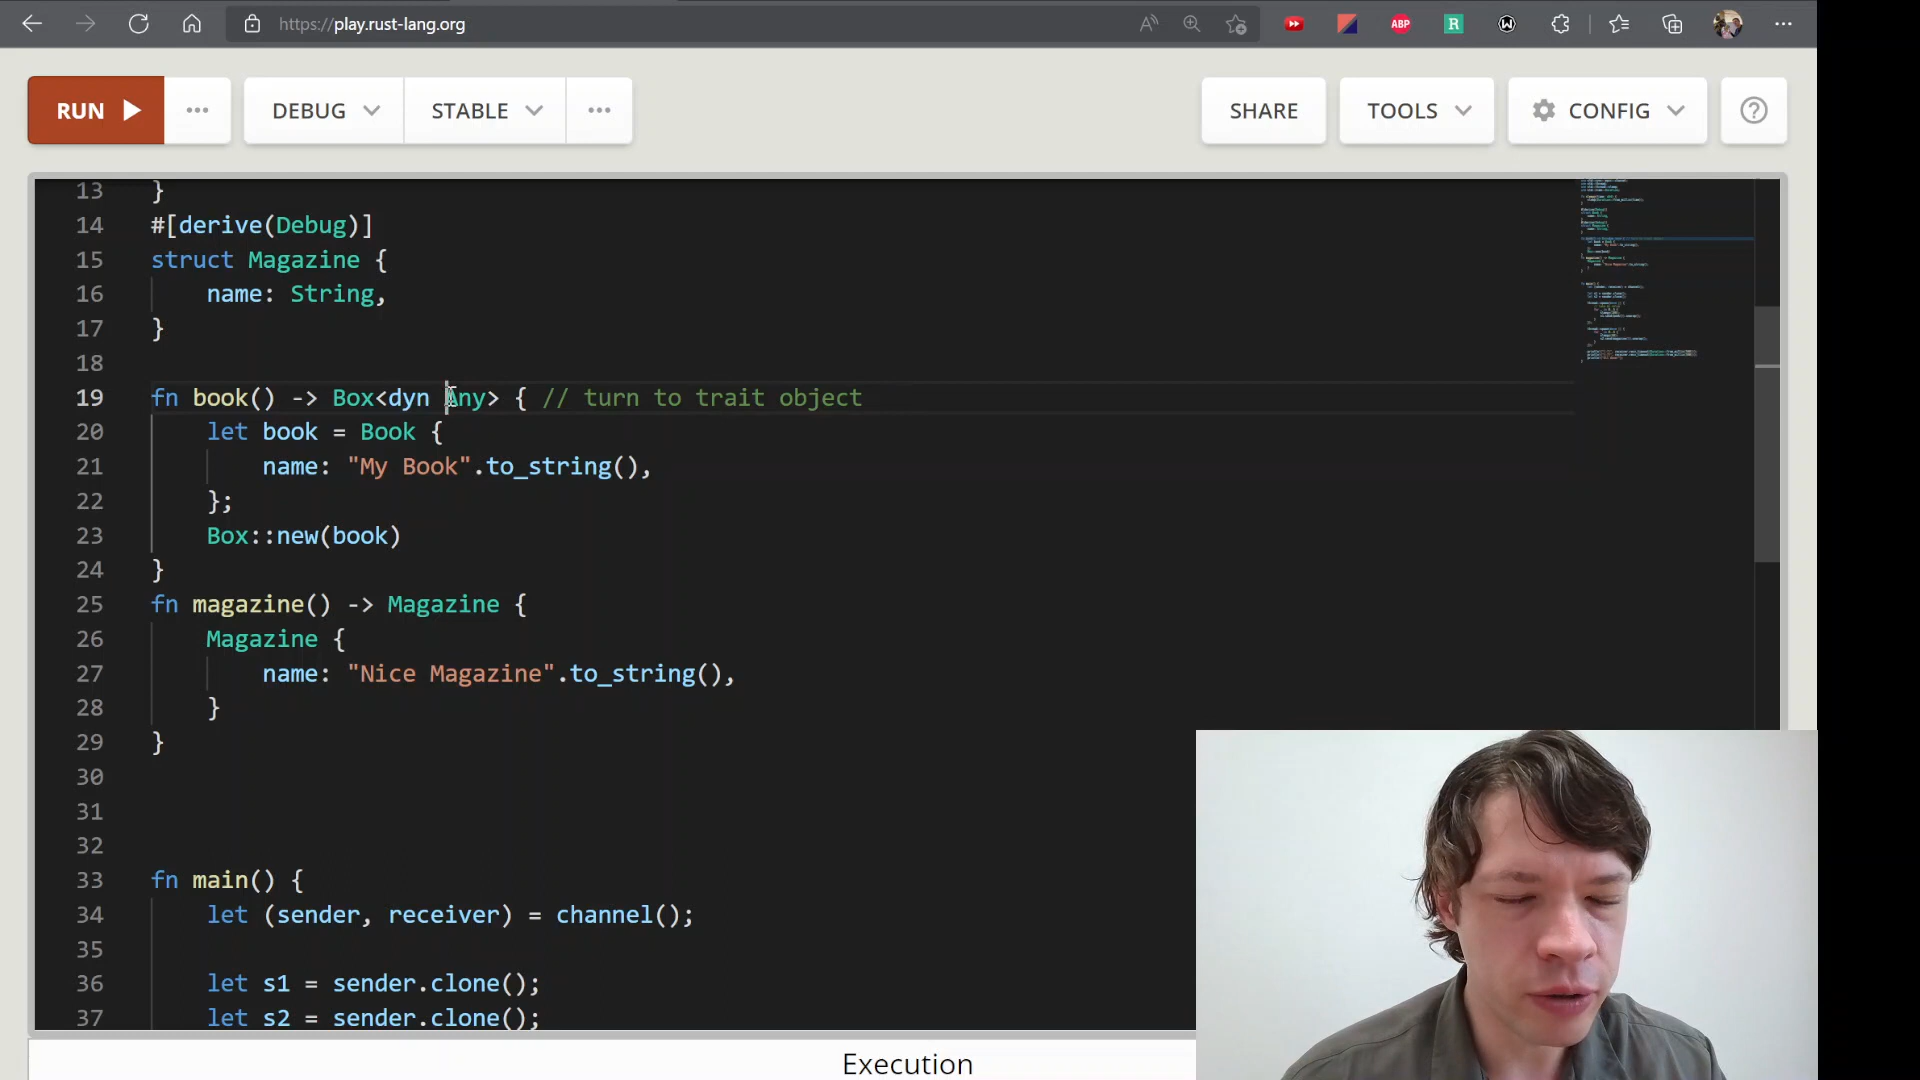 https://play.rust-lang.org
ABP
R
W
RUN
DEBUG
STABLE
SHARE
TOOLS
CONFIG
13 }
14 #[derive(Debug)]
15 struct Magazine {
16 name: String,
17 }
18
19 fn book() -> Box<dyn Any> { // turn to trait object
20 let book = Book {
21 name: "My Book".to_string(),
22 };
23 Box::new(book)
24 }
25 fn magazine() -> Magazine {
26 Magazine {
27 name: "Nice Magazine".to_string(),
28 }
29 }
30
31
32
33 fn main() {
34 let (sender, receiver) = channel();
35
36 let s1 = sender.clone();
37 let s2 = sender.clone();
Execution